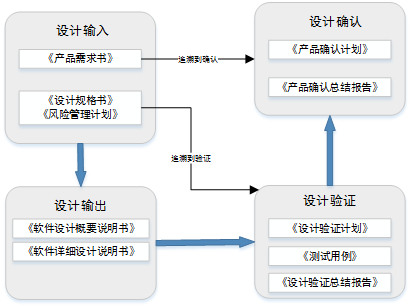 设计输入
《产品需求书》
《设计规格书》
《风险管理计划》
追溯到确认
追溯到验证
设计确认
《产品确认计划》
《产品确认总结报告》
设计输出
《软件设计概要说明书》
《软件详细设计说明书》
设计验证
《设计验证计划》
《测试用例》
《设计验证总结报告》